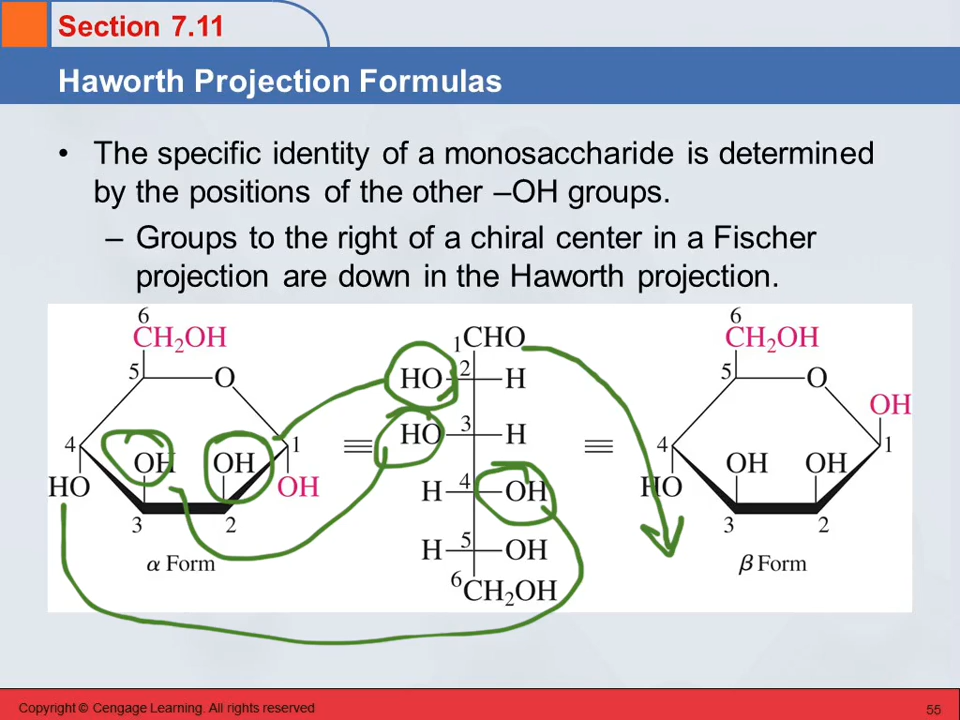 Section 7.11
Haworth Projection Formulas
• The specific identity of a monosaccharide is determined
by the positions of the other –OH groups.
– Groups to the right of a chiral center in a Fischer
projection are down in the Haworth projection.
6
CH₂OH
5
O
4
1
HO
OH
OH
OH
3
2
α Form
≡
1CHO
HO 2 H
HO 3 H
H 4 OH
H 5 OH
6CH₂OH
≡
6
CH₂OH
5
O
OH
4
1
HO
OH
OH
3
2
β Form
Copyright © Cengage Learning. All rights reserved
55